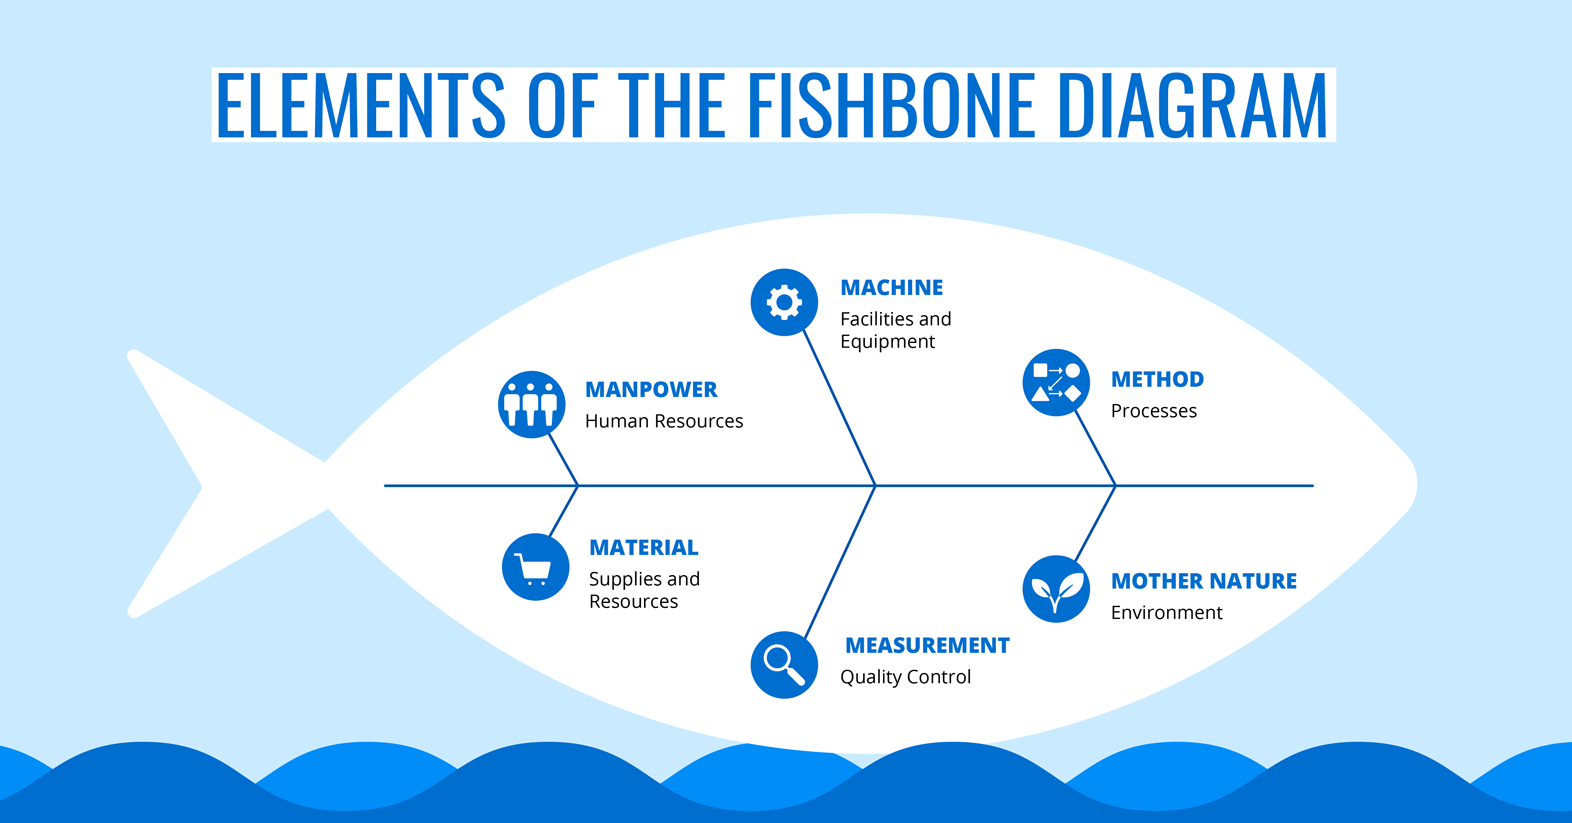 ELEMENTS OF THE FISHBONE DIAGRAM
MACHINE
Facilities and
Equipment
METHOD
Processes
MANPOWER
Human Resources
MATERIAL
Supplies and
Resources
MOTHER NATURE
Environment
MEASUREMENT
Quality Control